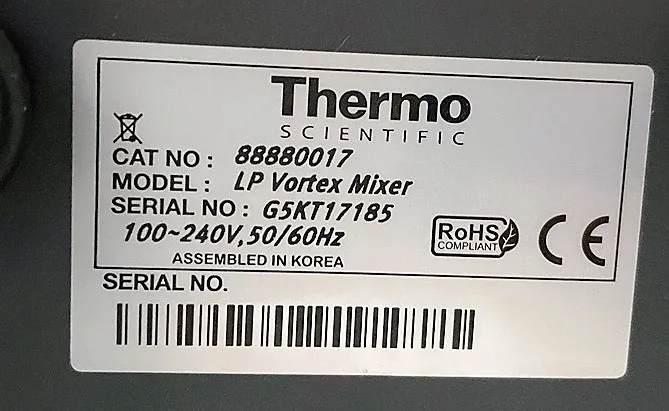 Thermo
SCIENTIFIC
CAT NO : 88880017
MODEL : LP Vortex Mixer
SERIAL NO : G5KT17185
100~240V,50/60Hz
RoHS
COMPLIANT
CE
ASSEMBLED IN KOREA
SERIAL NO.